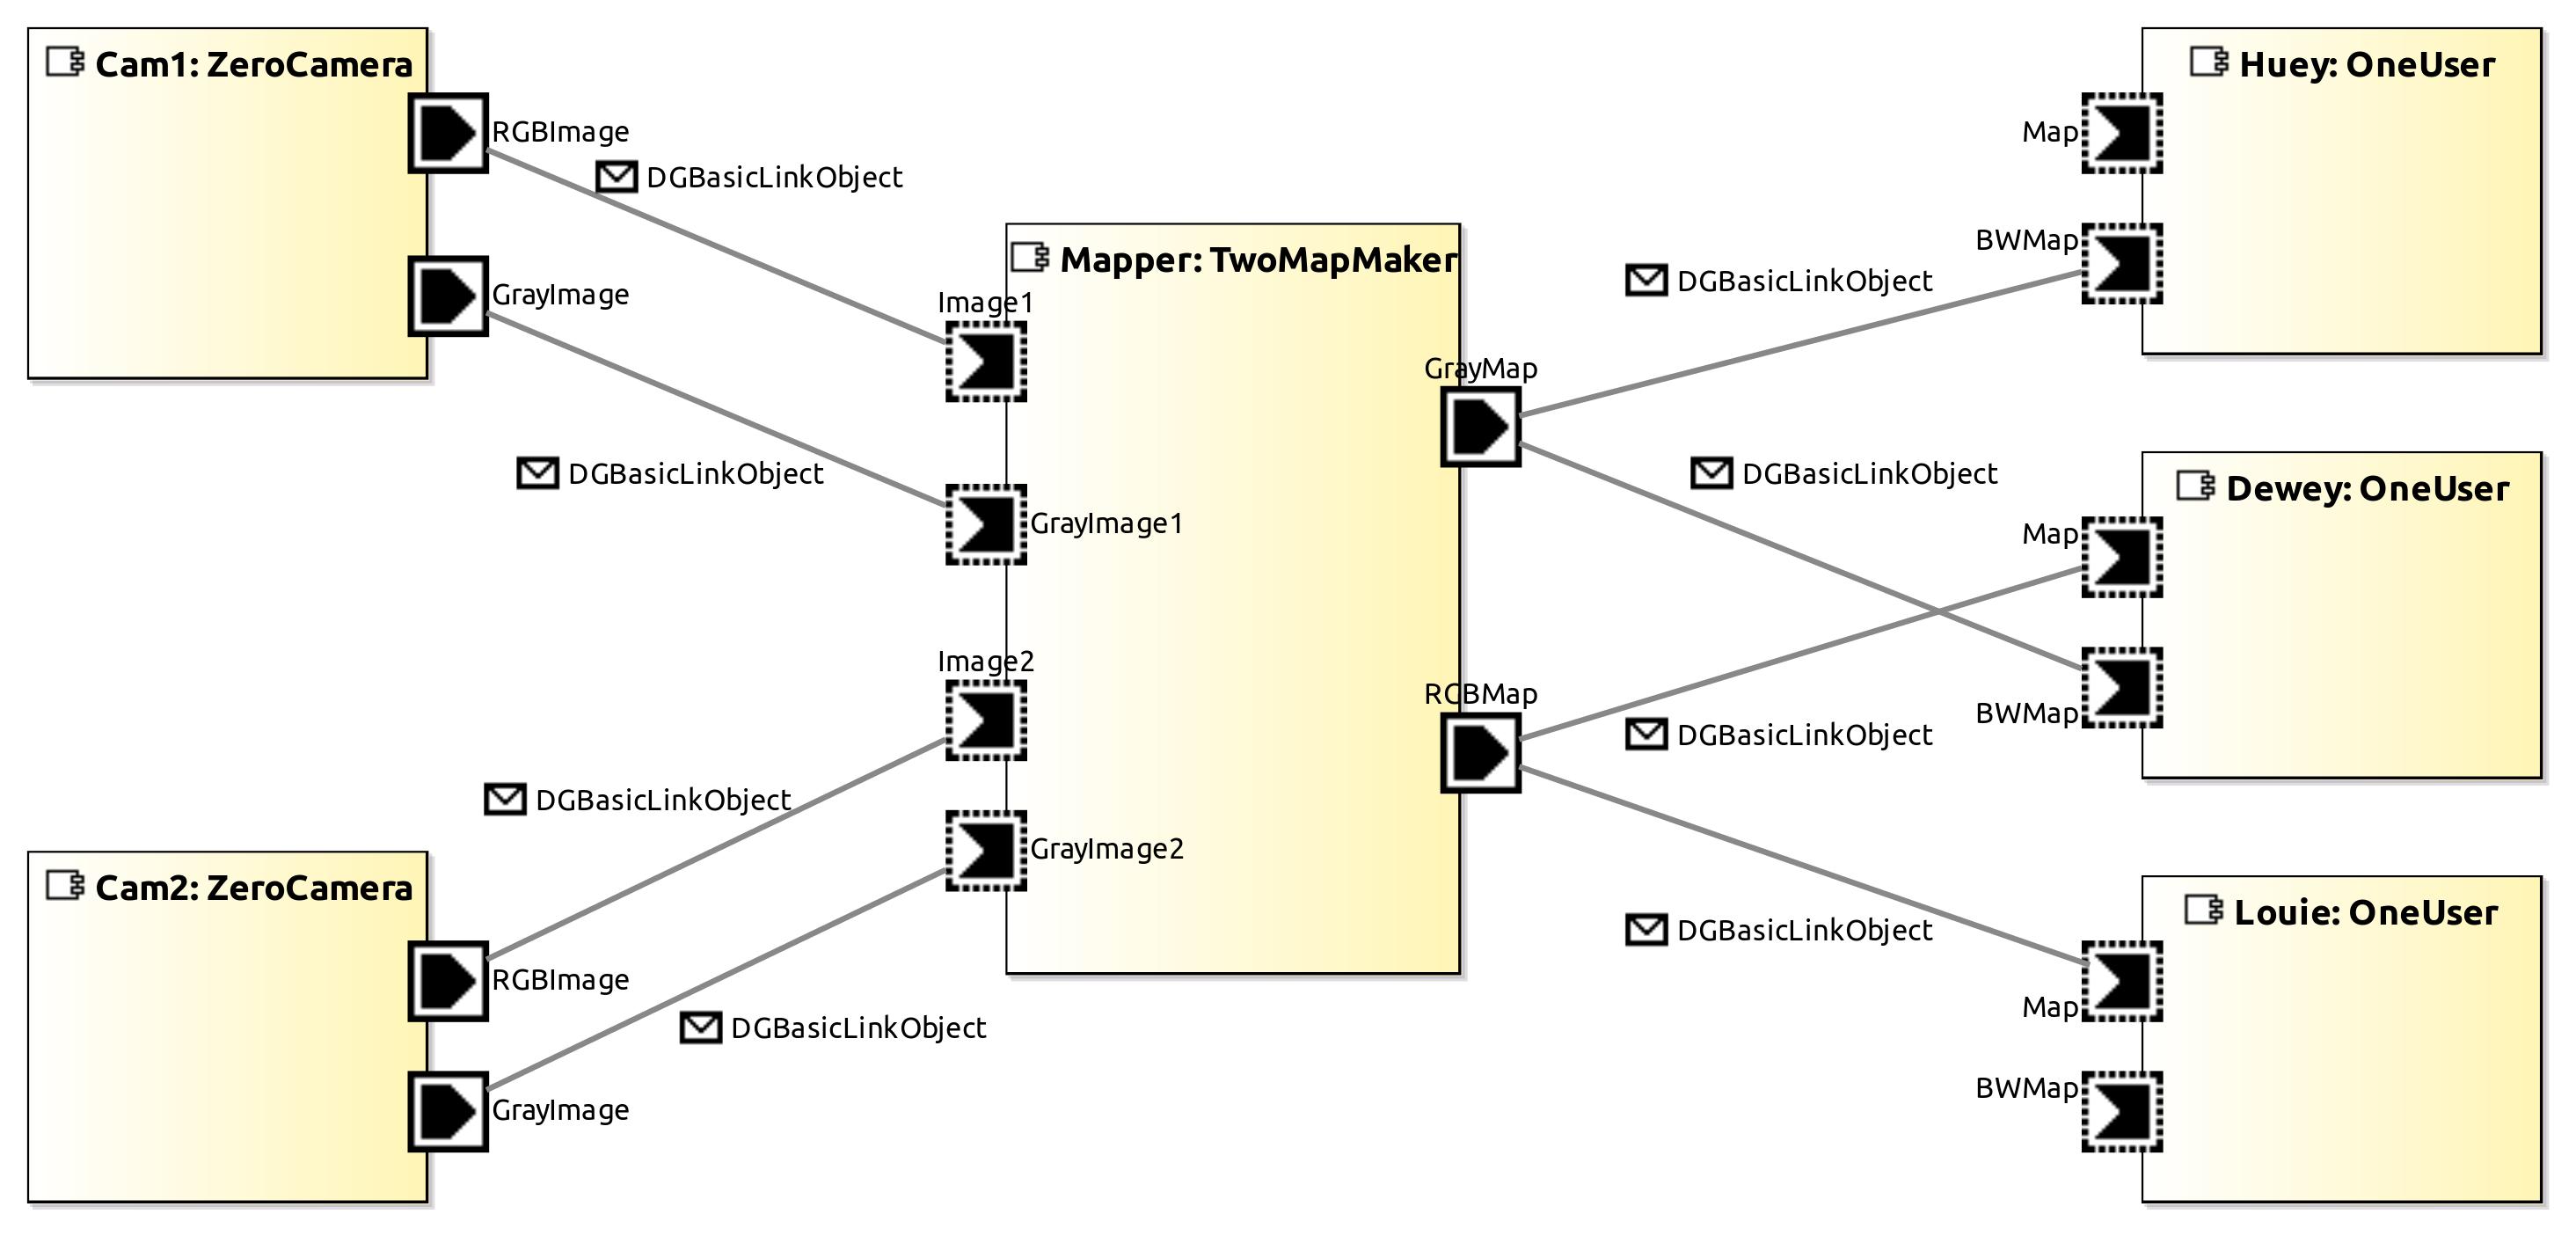 Cam1: ZeroCamera
RGBImage
DGBasicLinkObject
GrayImage
DGBasicLinkObject
Cam2: ZeroCamera
DGBasicLinkObject
RGBImage
DGBasicLinkObject
GrayImage
Mapper: TwoMapMaker
Image1
GrayImage1
Image2
GrayImage2
GrayMap
RGBMap
DGBasicLinkObject
DGBasicLinkObject
DGBasicLinkObject
DGBasicLinkObject
Huey: OneUser
Map
BWMap
Dewey: OneUser
Map
BWMap
Louie: OneUser
Map
BWMap